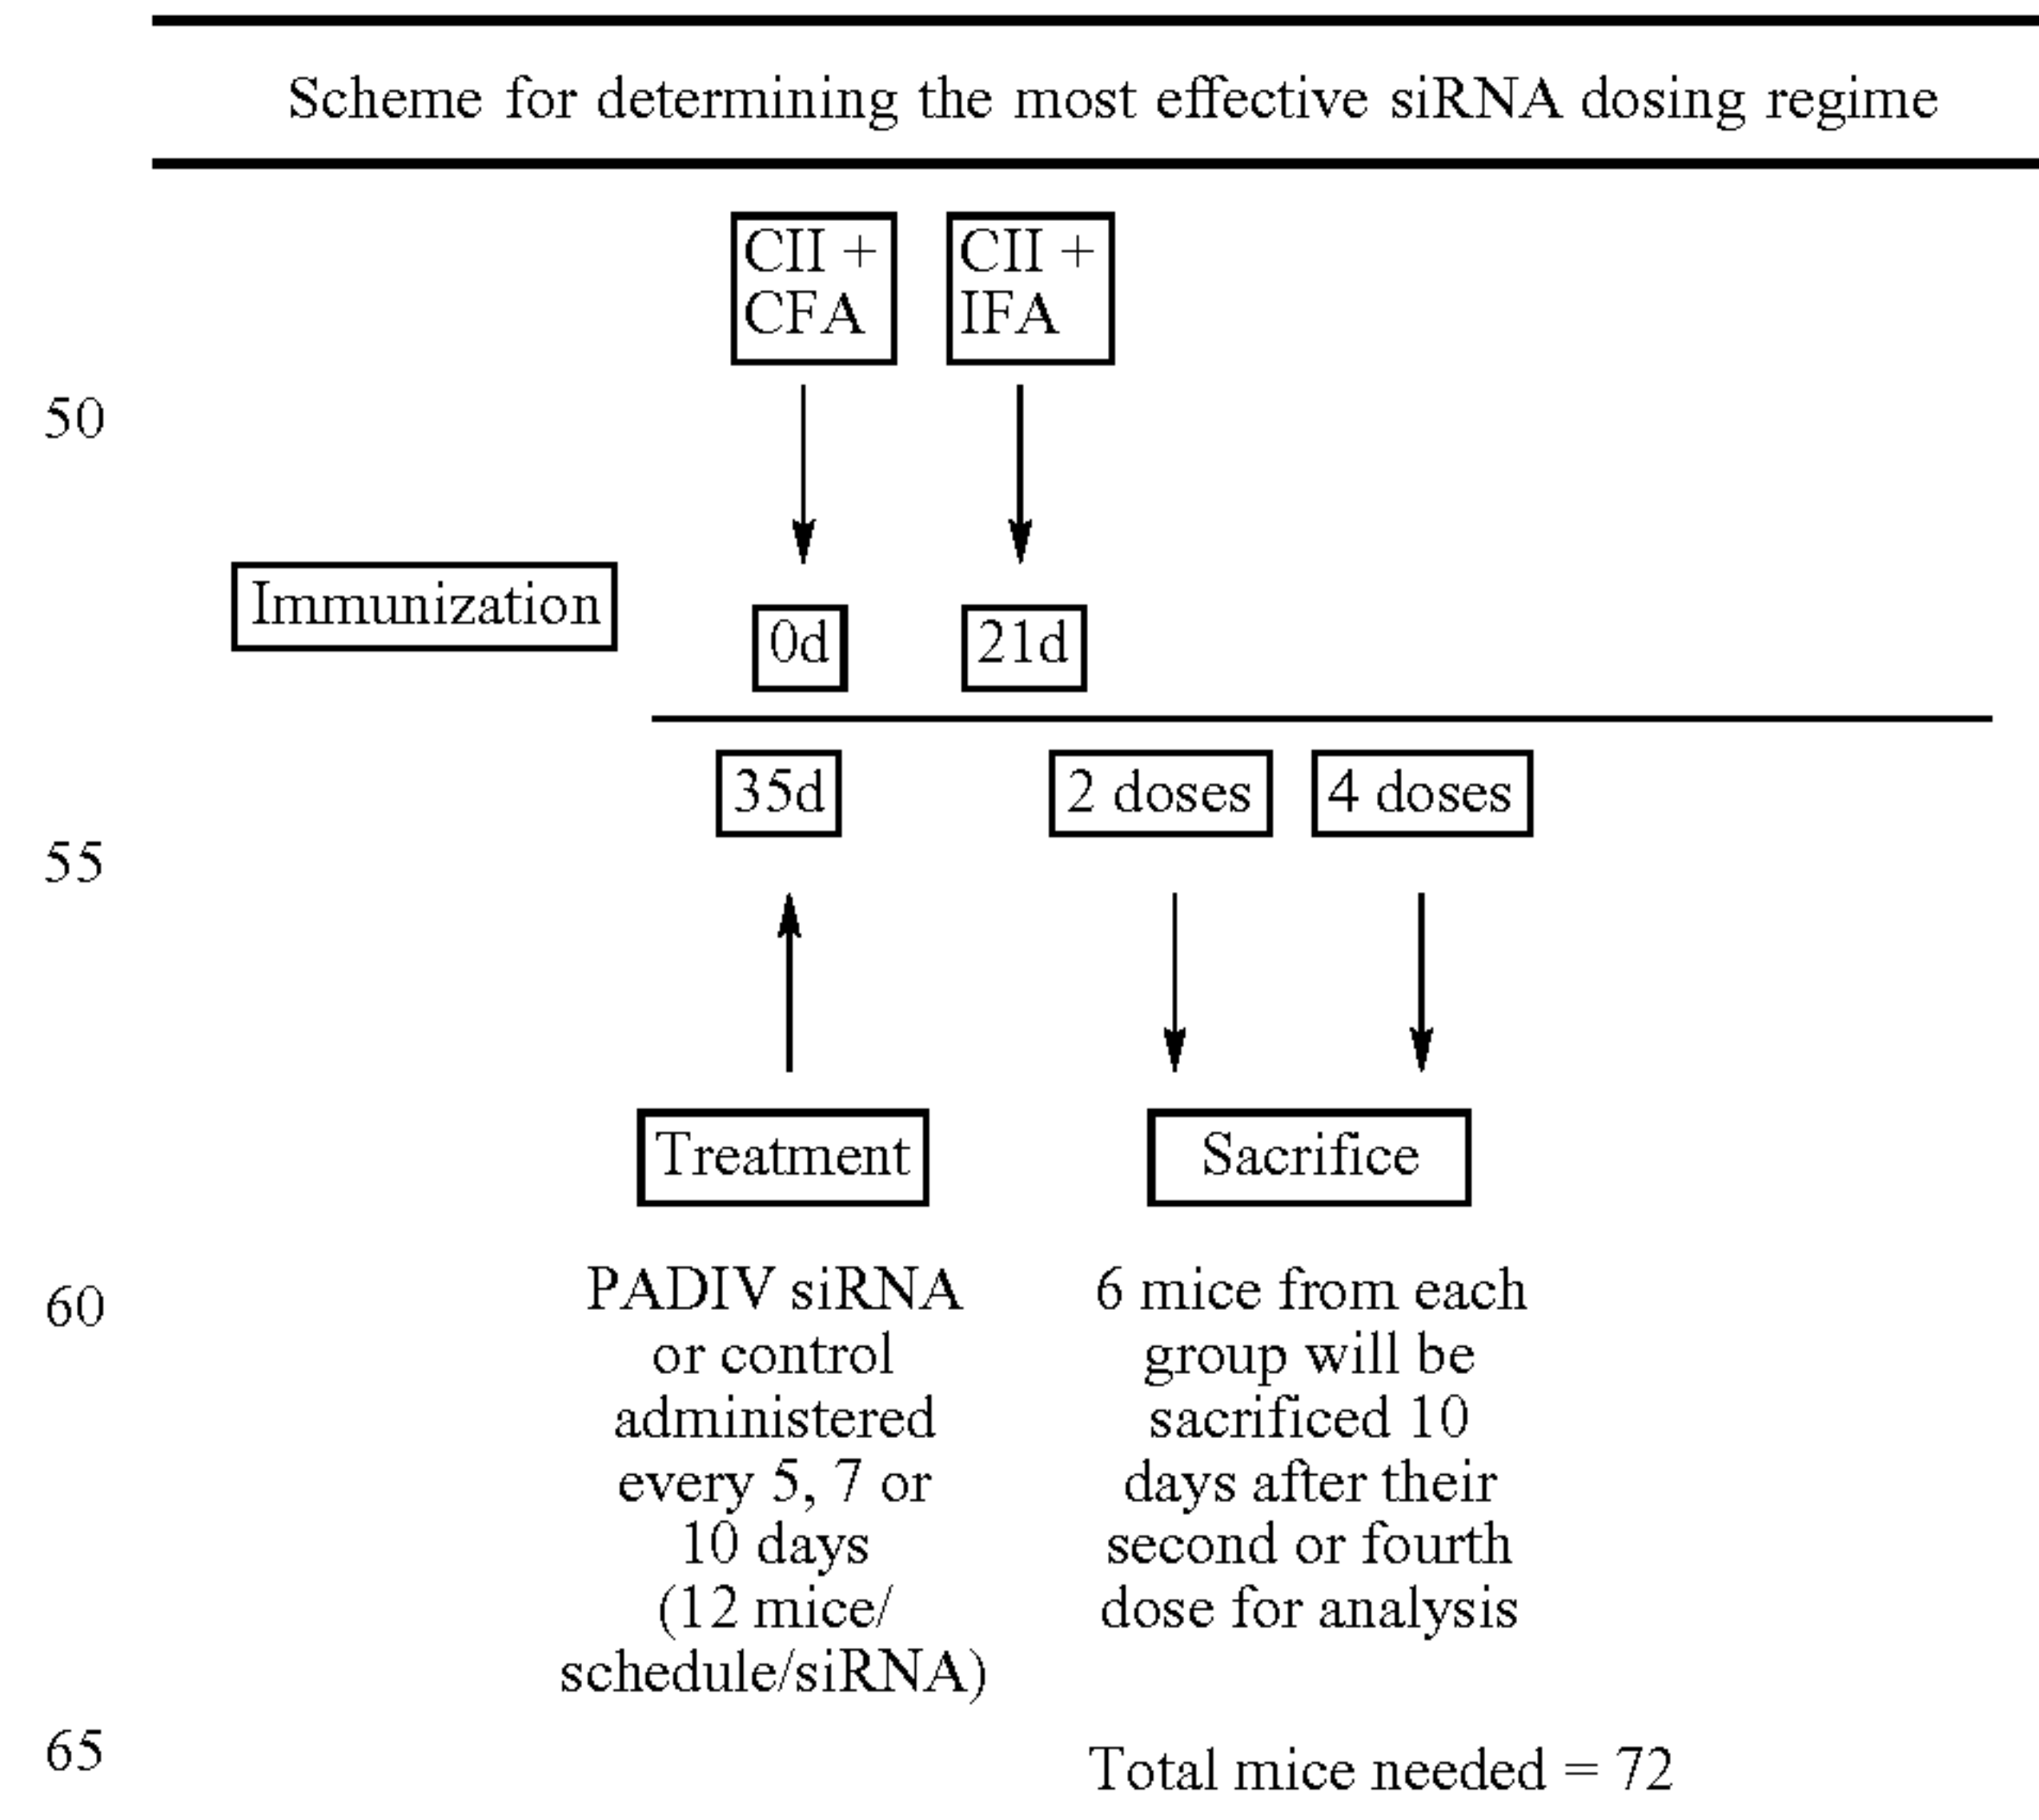 Scheme for determining the most effective siRNA dosing regime
CII +
CFA
CII +
IFA
50
Immunization
0d
21d
35d
2 doses
4 doses
55
Treatment
Sacrifice
PADIV siRNA
or control
administered
every 5, 7 or
10 days
(12 mice/
schedule/siRNA)
60
6 mice from each
group will be
sacrificed 10
days after their
second or fourth
dose for analysis
65
Total mice needed = 72